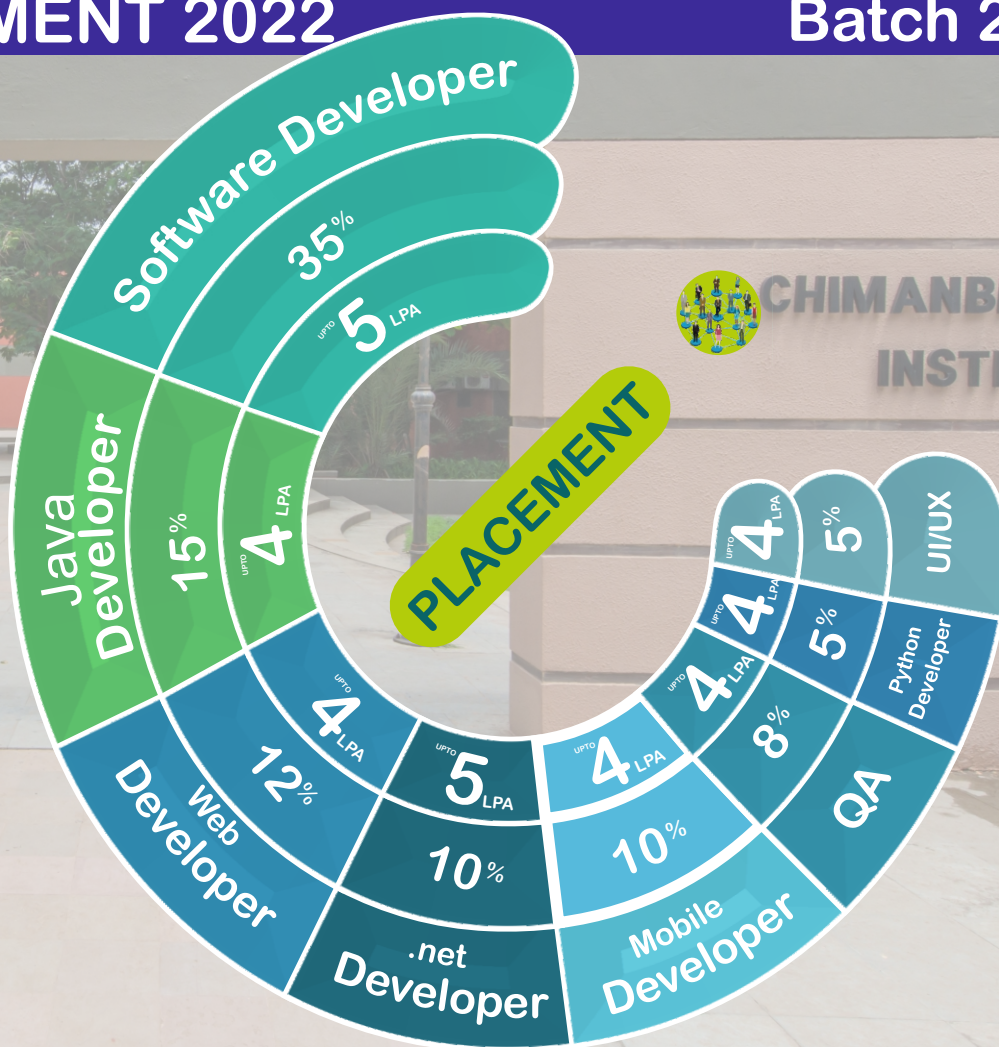 MENT 2022
Batch 2
Software Developer
35%
UPTO 5 LPA
CHIMANB
INSTI
PLACEMENT
Java
Developer
15%
UPTO 4 LPA
Web
Developer
12%
UPTO 4 LPA
.net
Developer
10%
UPTO 5 LPA
Mobile
Developer
10%
UPTO 4 LPA
QA
8%
UPTO 4 LPA
Python
Developer
5%
UPTO 4 LPA
UI/UX
5%
UPTO 4 LPA